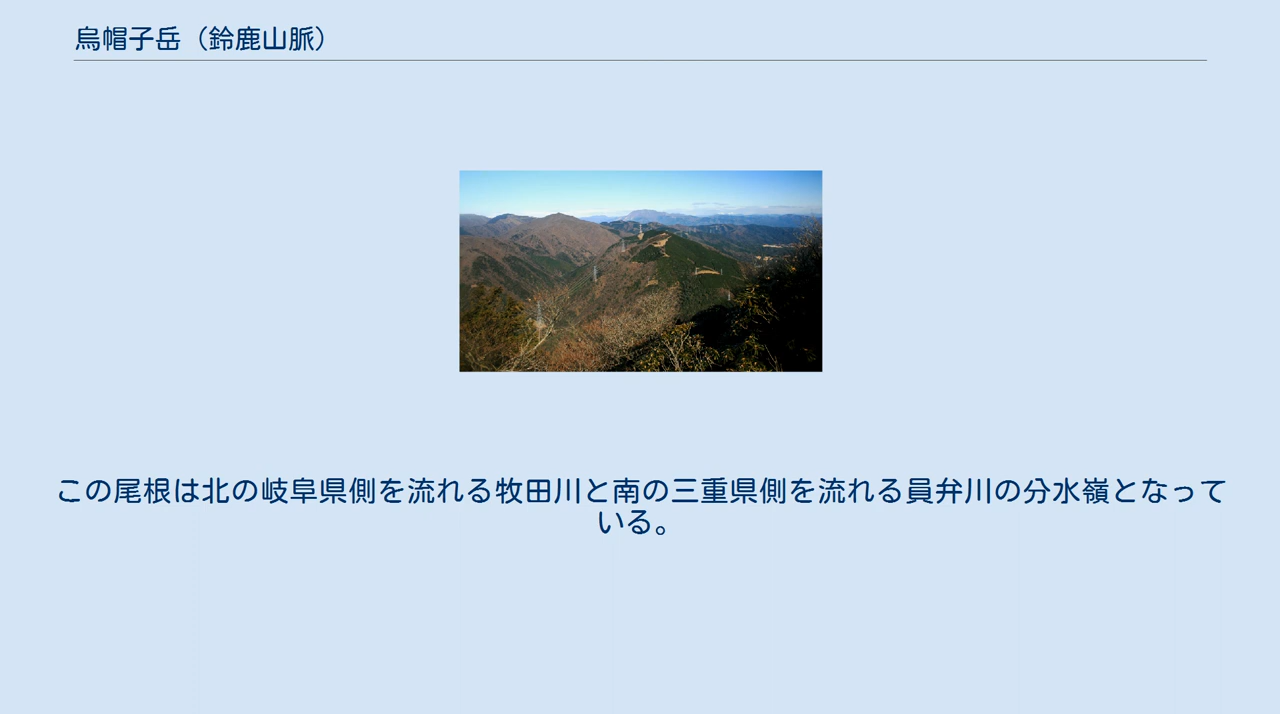 烏帽子岳（鈴鹿山脈）
この尾根は北の岐阜県側を流れる牧田川と南の三重県側を流れる員弁川の分水嶺となって
いる。